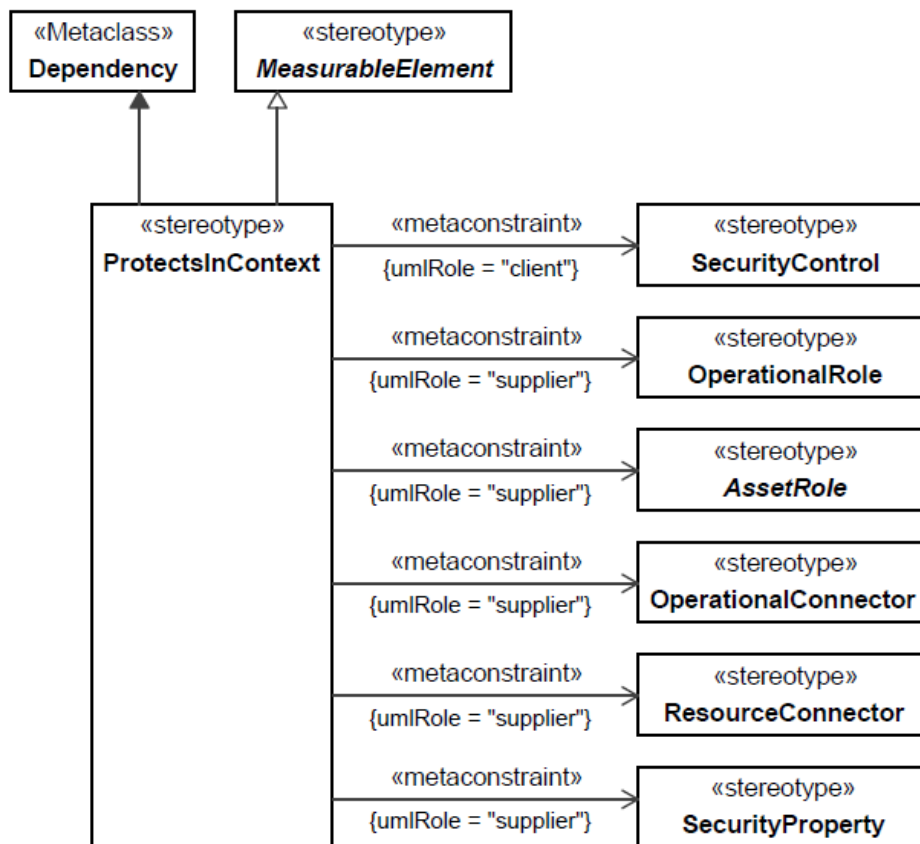 «Metaclass»
Dependency
«stereotype»
MeasurableElement
«stereotype»
ProtectsInContext
«metaconstraint»
{umlRole = "client"}
«stereotype»
SecurityControl
«metaconstraint»
{umlRole = "supplier"}
«stereotype»
OperationalRole
«metaconstraint»
{umlRole = "supplier"}
«stereotype»
AssetRole
«metaconstraint»
{umlRole = "supplier"}
«stereotype»
OperationalConnector
«metaconstraint»
{umlRole = "supplier"}
«stereotype»
ResourceConnector
«metaconstraint»
{umlRole = "supplier"}
«stereotype»
SecurityProperty